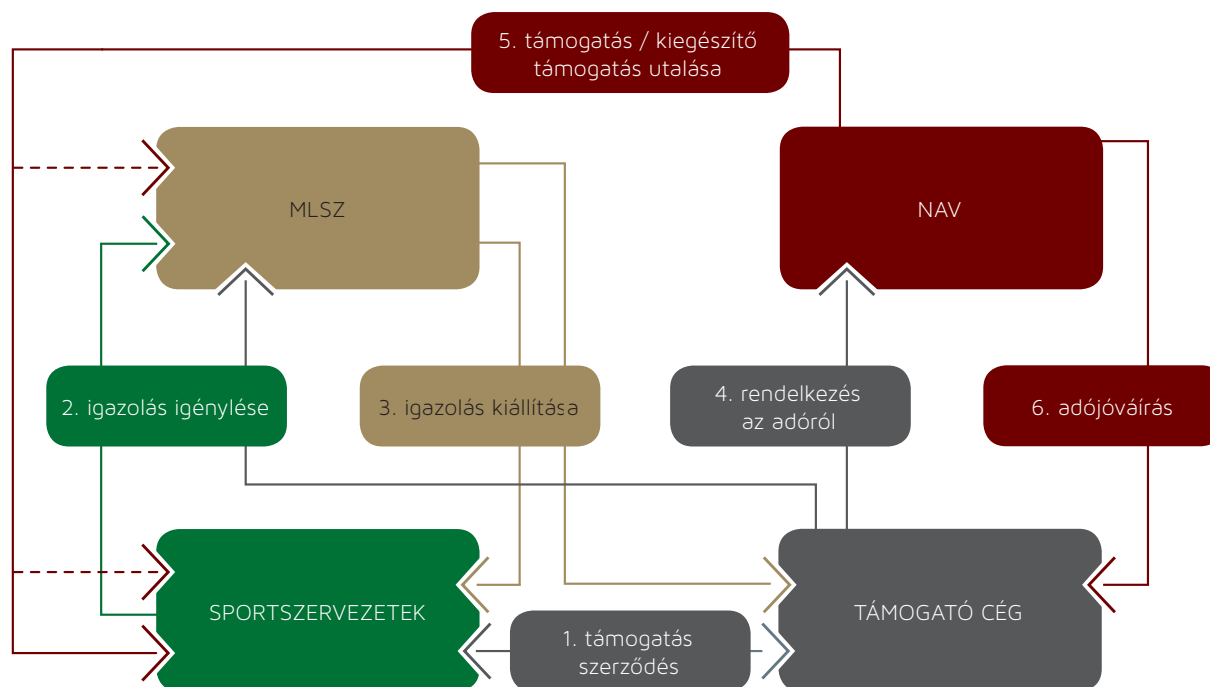 5. támogatás / kiegészítő
támogatás utalása
MLSZ
NAV
2. igazolás igénylése
3. igazolás kiállítása
4. rendelkezés
az adóról
6. adójóváírás
SPORTSZERVEZETEK
TÁMOGATÓ CÉG
1. támogatás
szerződés